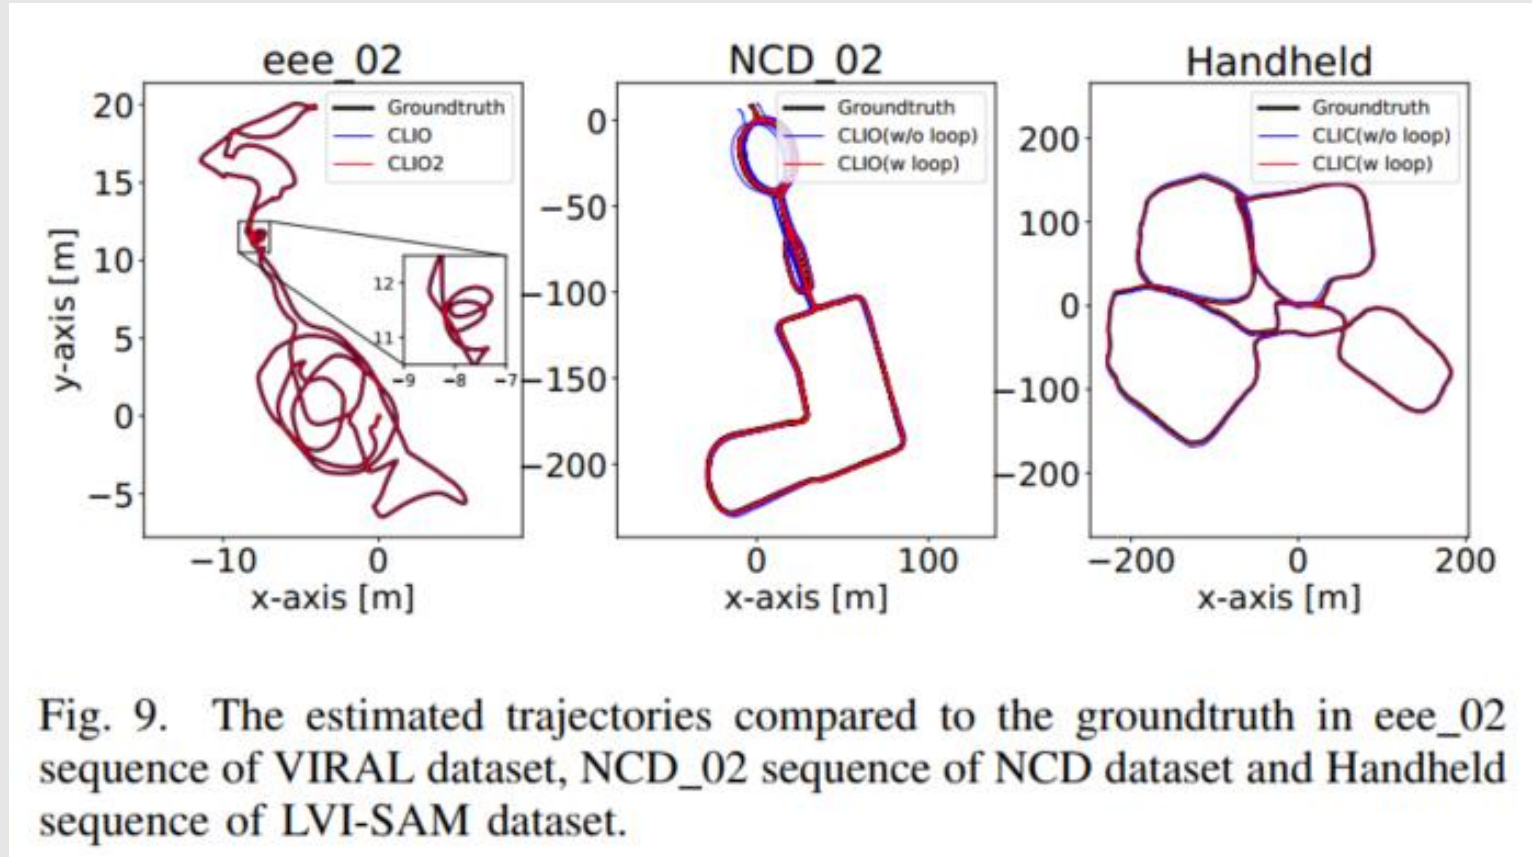 eee_02
NCD_02
Handheld
Groundtruth
CLIO
CLIO2
Groundtruth
CLIO(w/o loop)
CLIO(w loop)
Groundtruth
CLIC(w/o loop)
CLIC(w loop)
y-axis [m]
20
15
10
5
0
−5
12
11
−9
−8
−7
−10
0
x-axis [m]
0
−50
−100
−150
−200
0
100
x-axis [m]
200
100
0
−100
−200
−200
0
200
x-axis [m]
Fig. 9. The estimated trajectories compared to the groundtruth in eee_02
sequence of VIRAL dataset, NCD_02 sequence of NCD dataset and Handheld
sequence of LVI-SAM dataset.